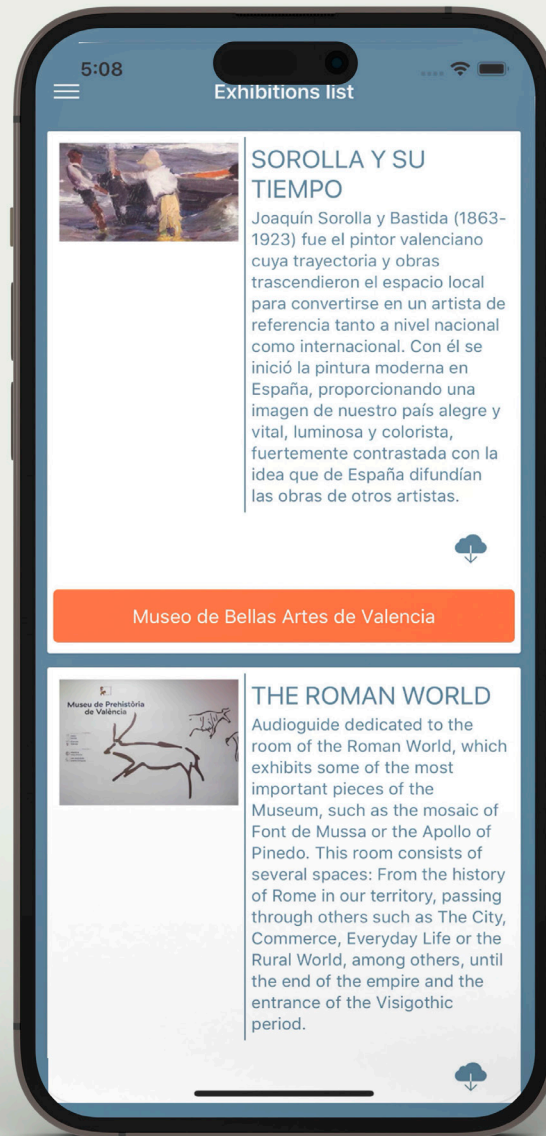 5:08
Exhibitions list
SOROLLA Y SU
TIEMPO
Joaquín Sorolla y Bastida (1863-
1923) fue el pintor valenciano
cuya trayectoria y obras
trascendieron el espacio local
para convertirse en un artista de
referencia tanto a nivel nacional
como internacional. Con él se
inició la pintura moderna en
España, proporcionando una
imagen de nuestro país alegre y
vital, luminosa y colorista,
fuertemente contrastada con la
idea que de España difundían
las obras de otros artistas.
Museo de Bellas Artes de Valencia
Museu de Prehistòria
de València
THE ROMAN WORLD
Audioguide dedicated to the
room of the Roman World, which
exhibits some of the most
important pieces of the
Museum, such as the mosaic of
Font de Mussa or the Apollo of
Pinedo. This room consists of
several spaces: From the history
of Rome in our territory, passing
through others such as The City,
Commerce, Everyday Life or the
Rural World, among others, until
the end of the empire and the
entrance of the Visigothic
period.